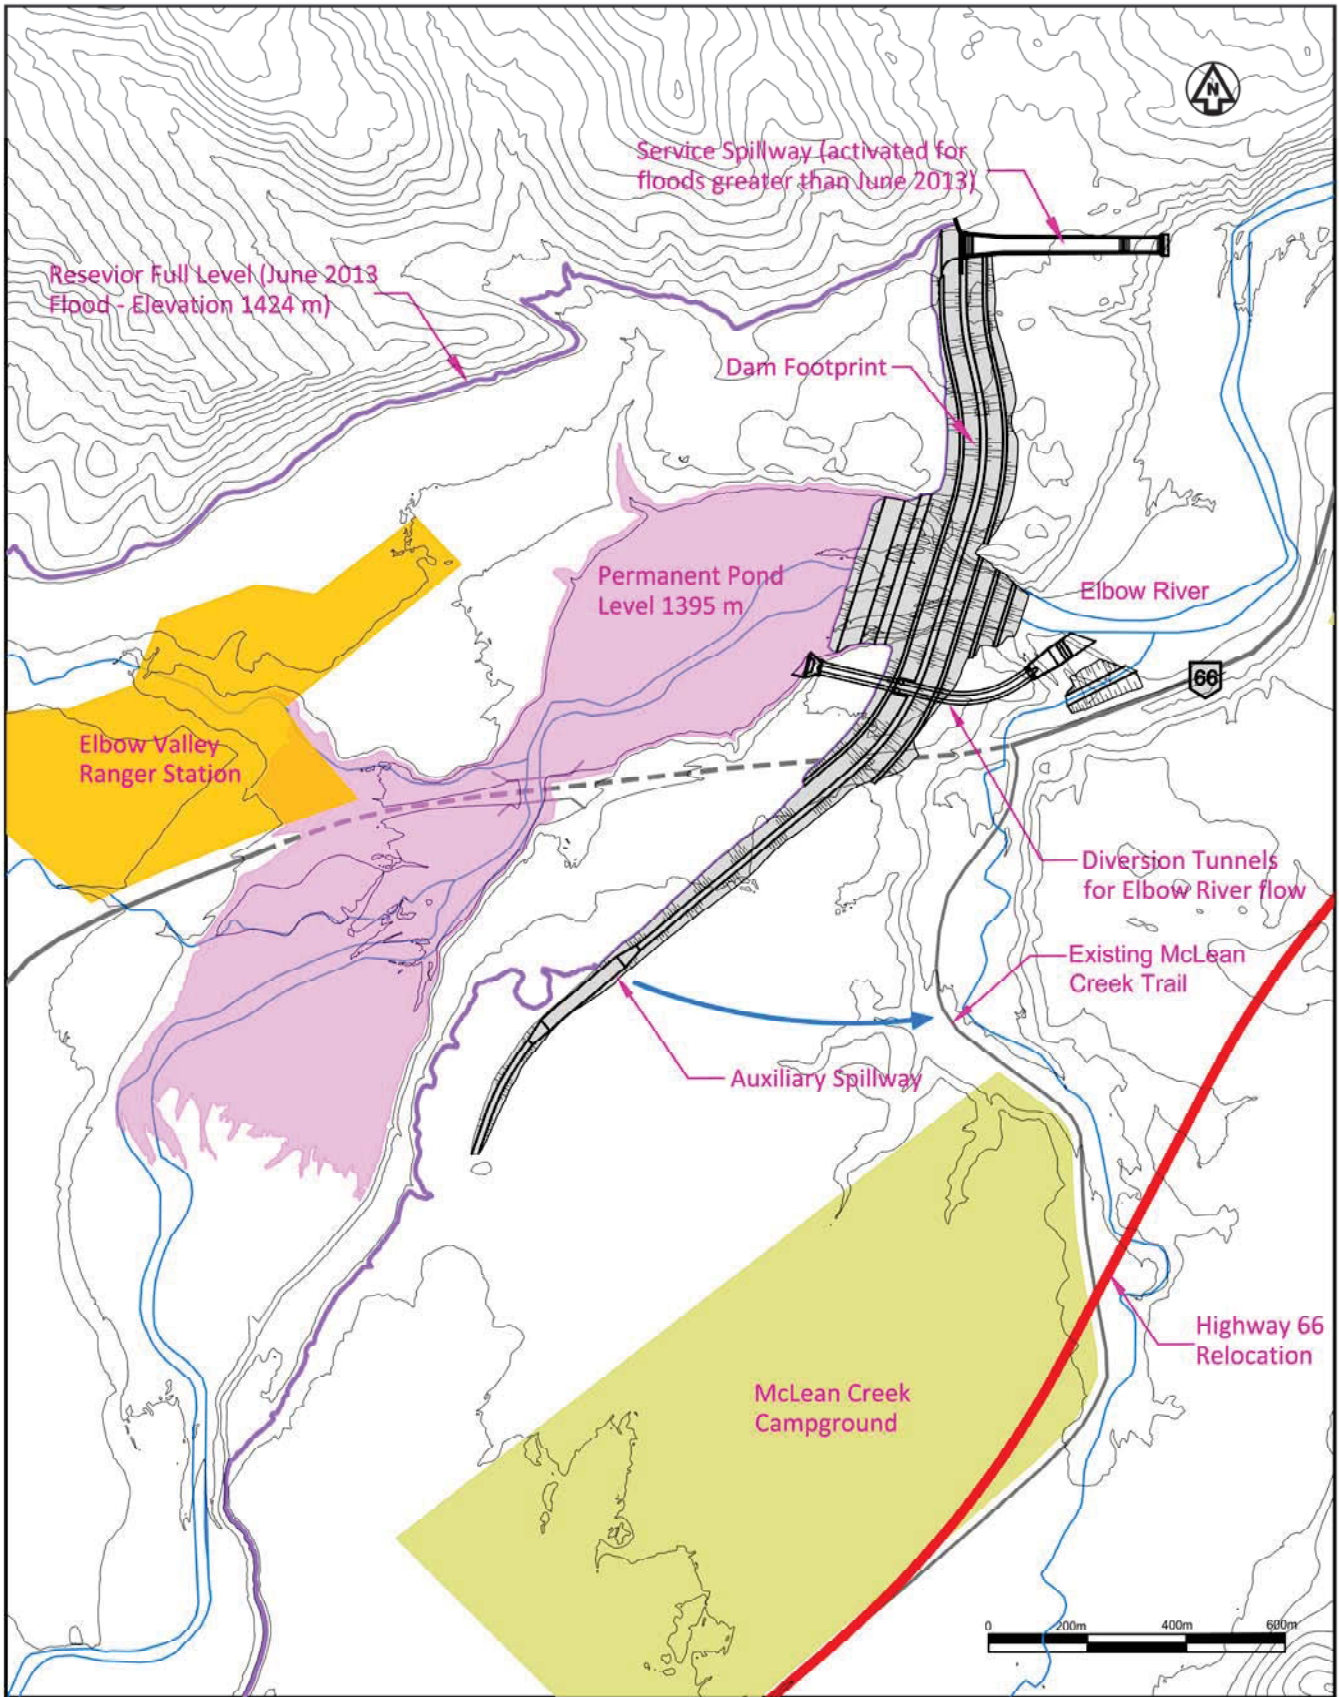 N
Service Spillway (activated for
floods greater than June 2013)
Resevior Full Level (June 2013
Flood - Elevation 1424 m)
Dam Footprint
Permanent Pond
Level 1395 m
Elbow River
66
Elbow Valley
Ranger Station
Diversion Tunnels
for Elbow River flow
Existing McLean
Creek Trail
Auxiliary Spillway
Highway 66
Relocation
McLean Creek
Campground
0 200m 400m 600m